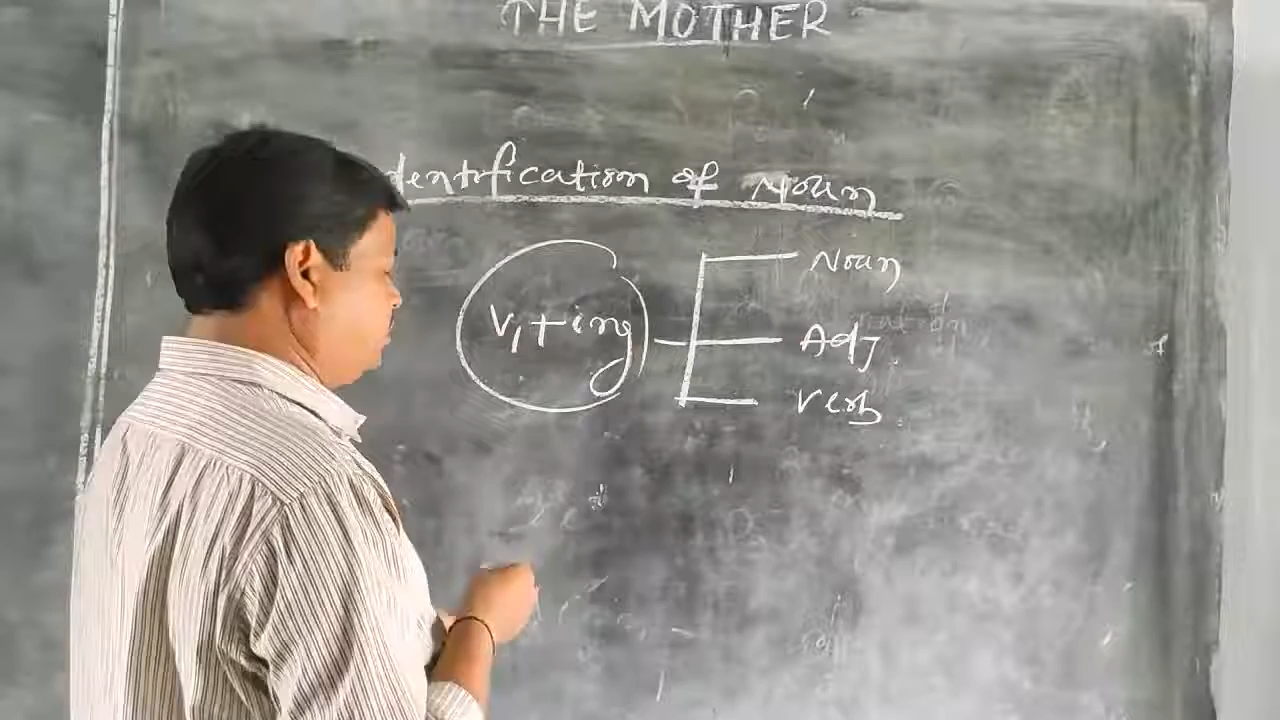 THE MOTHER
dentification of Noun
V1+ing
Noun
Adj.
Verb.